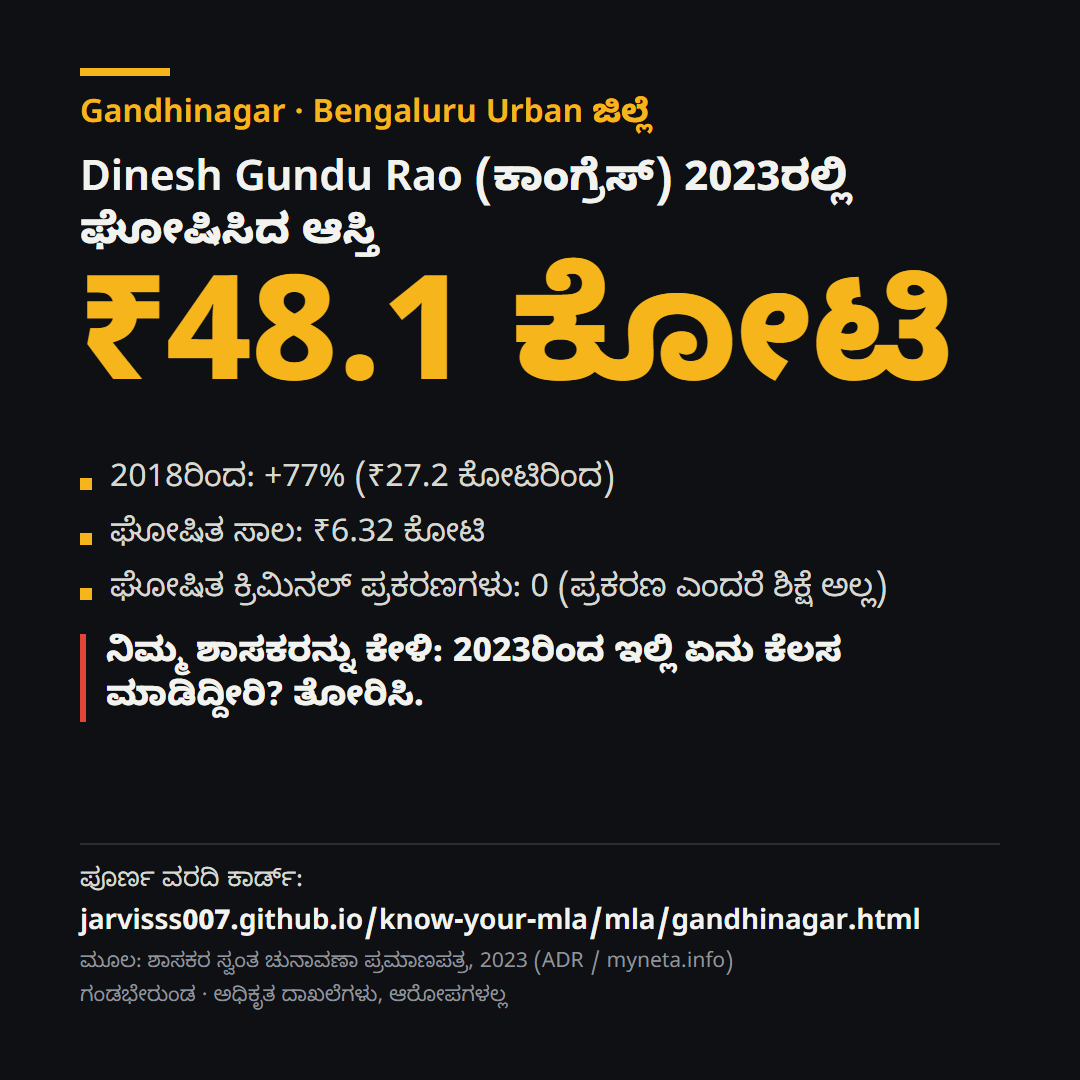 Gandhinagar · Bengaluru Urban ಜಿಲ್ಲೆ
Dinesh Gundu Rao (ಕಾಂಗ್ರೆಸ್) 2023ರಲ್ಲಿ
ಘೋಷಿಸಿದ ಆಸ್ತಿ
₹48.1 ಕೋಟಿ
2018ರಿಂದ: +77% (₹27.2 ಕೋಟಿರಿಂದ)
ಘೋಷಿತ ಸಾಲ: ₹6.32 ಕೋಟಿ
ಘೋಷಿತ ಕ್ರಿಮಿನಲ್ ಪ್ರಕರಣಗಳು: 0 (ಪ್ರಕರಣ ಎಂದರೆ ಶಿಕ್ಷೆ ಅಲ್ಲ)
ನಿಮ್ಮ ಶಾಸಕರನ್ನು ಕೇಳಿ: 2023ರಿಂದ ಇಲ್ಲಿ ಏನು ಕೆಲಸ
ಮಾಡಿದ್ದೀರಿ? ತೋರಿಸಿ.
ಪೂರ್ಣ ವರದಿ ಕಾರ್ಡ್:
jarvisss007.github.io/know-your-mla/mla/gandhinagar.html
ಮೂಲ: ಶಾಸಕರ ಸ್ವಂತ ಚುನಾವಣಾ ಪ್ರಮಾಣಪತ್ರ, 2023 (ADR / myneta.info)
ಗಂಡಭೇರುಂಡ · ಅಧಿಕೃತ ದಾಖಲೆಗಳು, ಆರೋಪಗಳಲ್ಲ